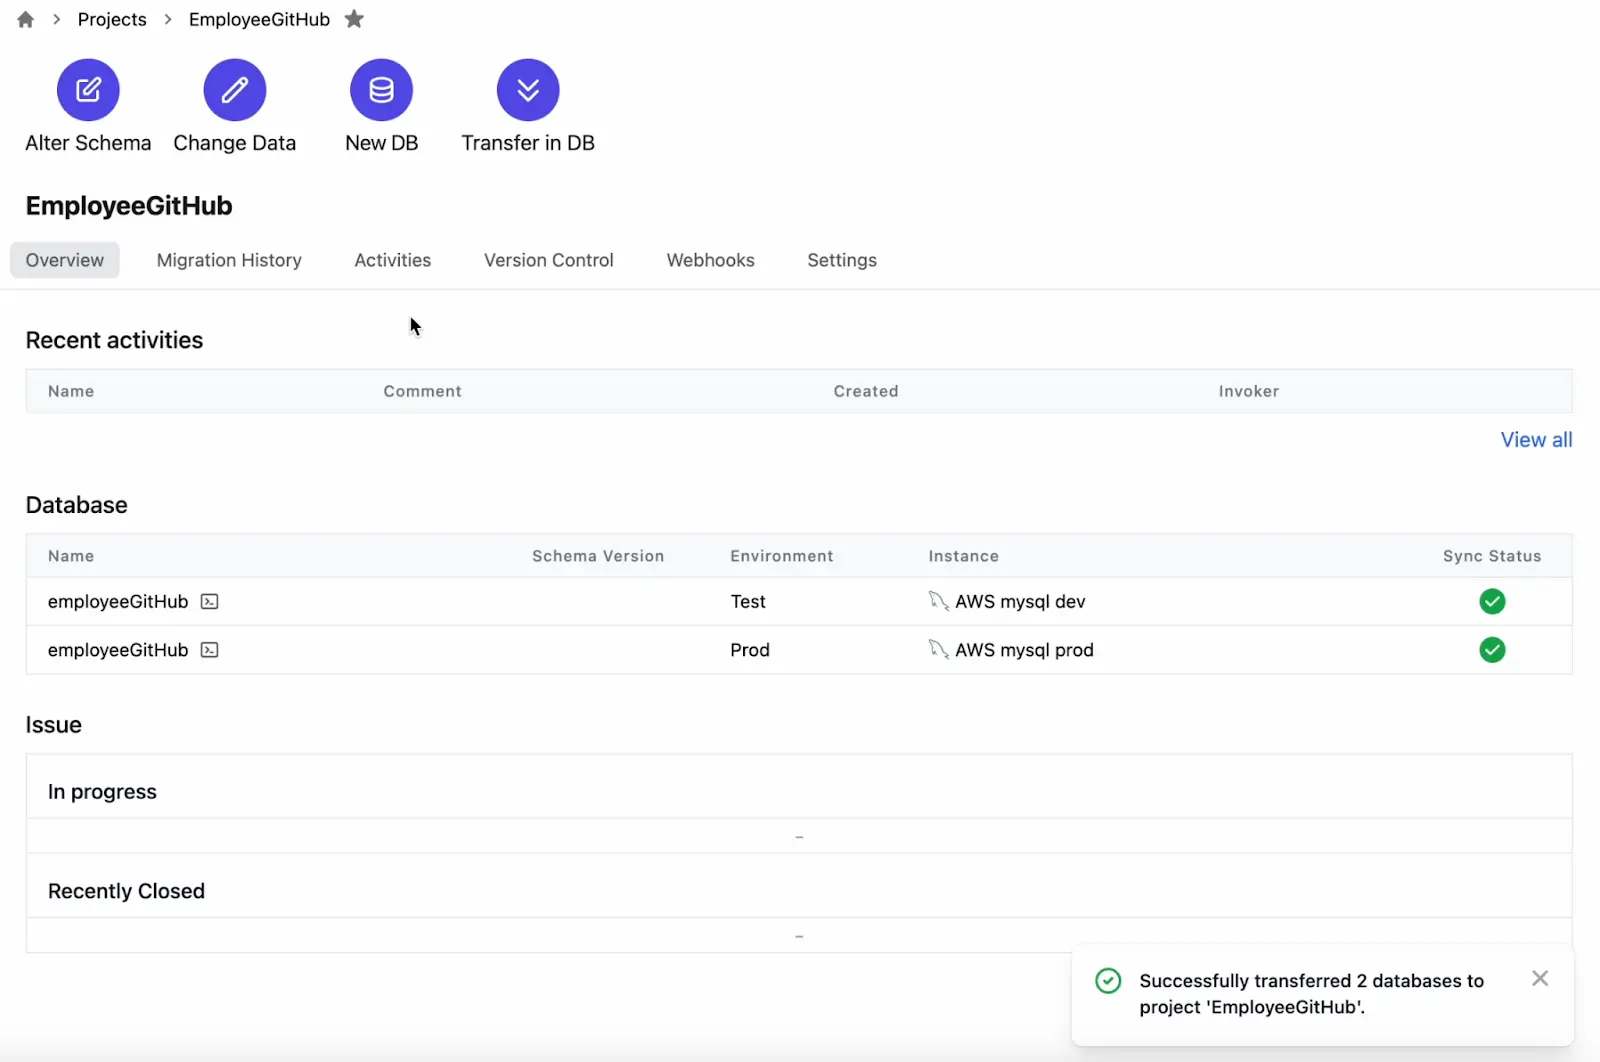 Projects EmployeeGitHub
Alter Schema Change Data New DB Transfer in DB
EmployeeGitHub
Overview Migration History Activities Version Control Webhooks Settings
Recent activities
Name Comment Created Invoker
View all
Database
Name Schema Version Environment Instance Sync Status
employeeGitHub Test AWS mysql dev
employeeGitHub Prod AWS mysql prod
Issue
In progress
–
Recently Closed
–
Successfully transferred 2 databases to
project 'EmployeeGitHub'.